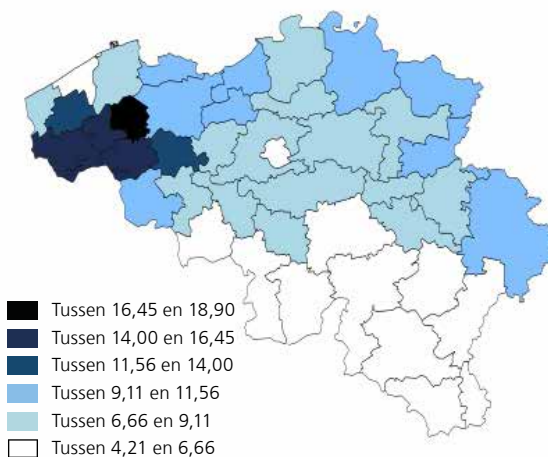 Tussen 16,45 en 18,90
Tussen 14,00 en 16,45
Tussen 11,56 en 14,00
Tussen 9,11 en 11,56
Tussen 6,66 en 9,11
Tussen 4,21 en 6,66